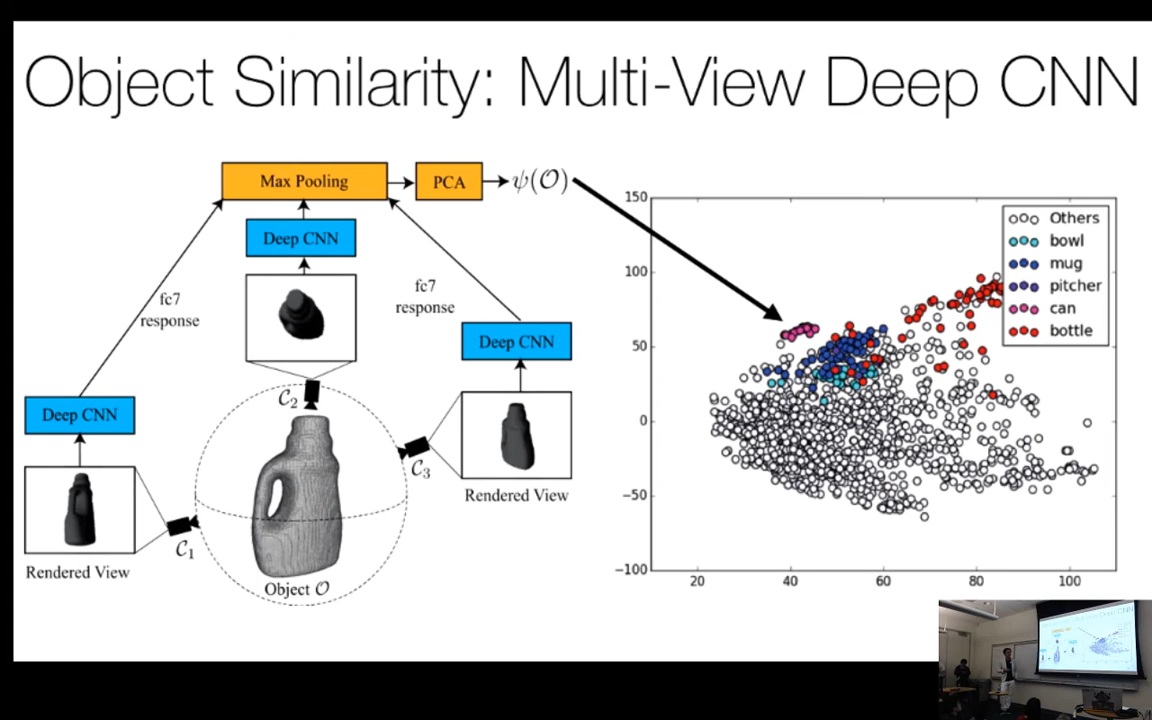 Object Similarity: Multi-View Deep CNN
Max Pooling
PCA
ψ(𝒪)
Deep CNN
fc7
response
fc7
response
Deep CNN
Deep CNN
𝒞2
𝒞3
𝒞1
Rendered View
Rendered View
Object 𝒪
150
100
50
0
−50
−100
20
40
60
80
100
Others
bowl
mug
pitcher
can
bottle